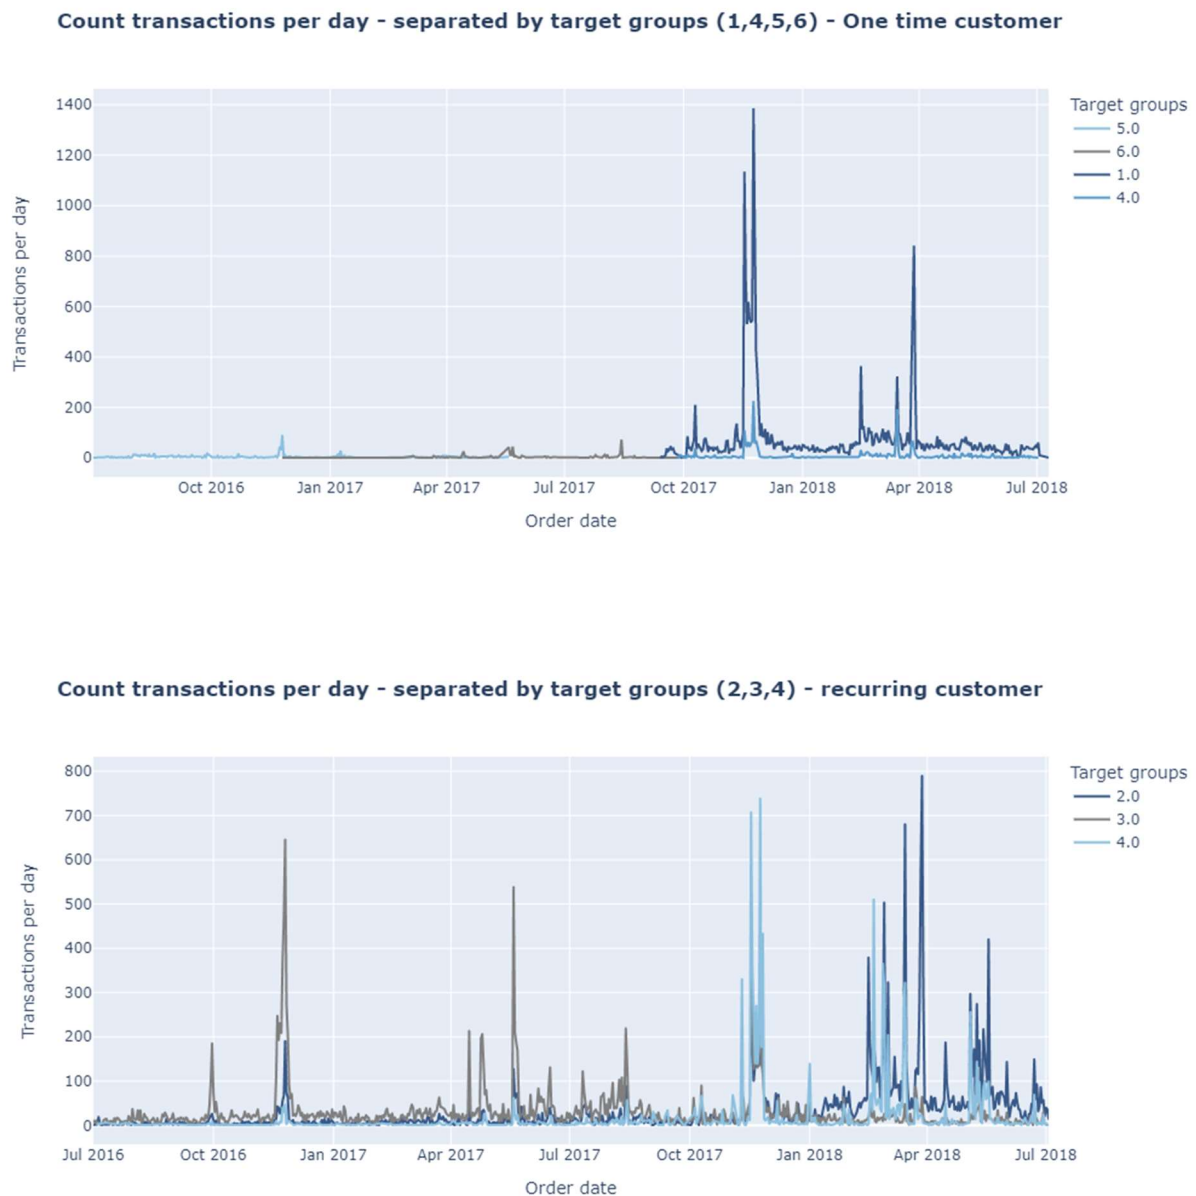 Count transactions per day - separated by target groups (1,4,5,6) - One time customer
Target groups
5.0
6.0
1.0
4.0
Transactions per day
1400
1200
1000
800
600
400
200
0
Oct 2016 Jan 2017 Apr 2017 Jul 2017 Oct 2017 Jan 2018 Apr 2018 Jul 2018
Order date
Count transactions per day - separated by target groups (2,3,4) - recurring customer
Target groups
2.0
3.0
4.0
Transactions per day
800
700
600
500
400
300
200
100
0
Jul 2016 Oct 2016 Jan 2017 Apr 2017 Jul 2017 Oct 2017 Jan 2018 Apr 2018 Jul 2018
Order date